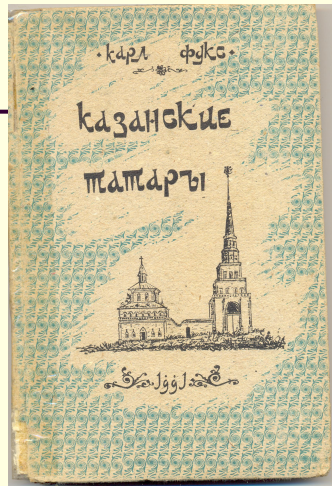 · карл фукс ·
казанские
татары
1991